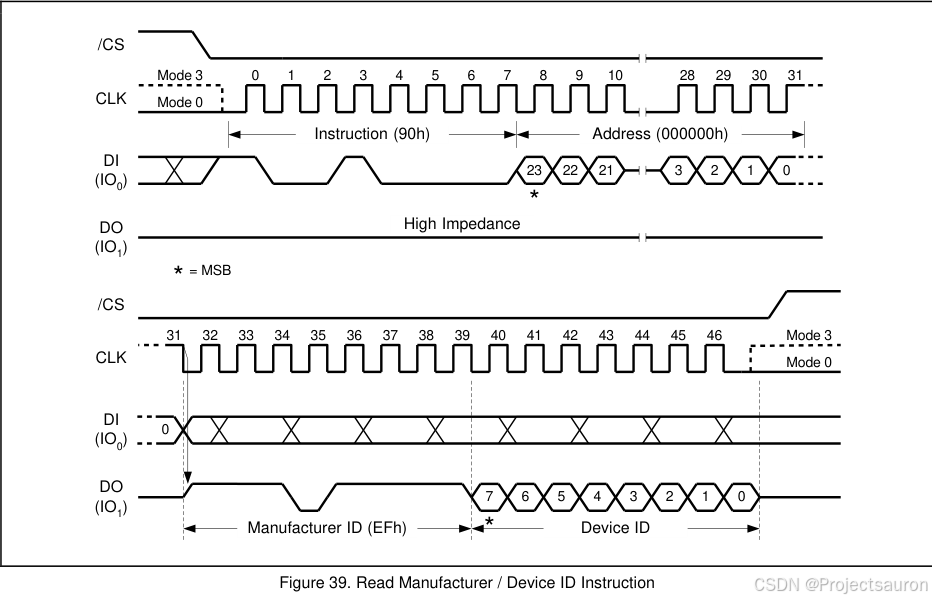 /CS
Mode 3 0 1 2 3 4 5 6 7 8 9 10 28 29 30 31
CLK Mode 0
Instruction (90h) Address (000000h)
DI
(IO0) 23 22 21 3 2 1 0
*
High Impedance
DO
(IO1)
* = MSB
/CS
31 32 33 34 35 36 37 38 39 40 41 42 43 44 45 46 Mode 3
CLK Mode 0
DI
(IO0) 0
DO
(IO1) 7 6 5 4 3 2 1 0
*
Manufacturer ID (EFh) Device ID
Figure 39. Read Manufacturer / Device ID Instruction
CSDN @Projectsauron